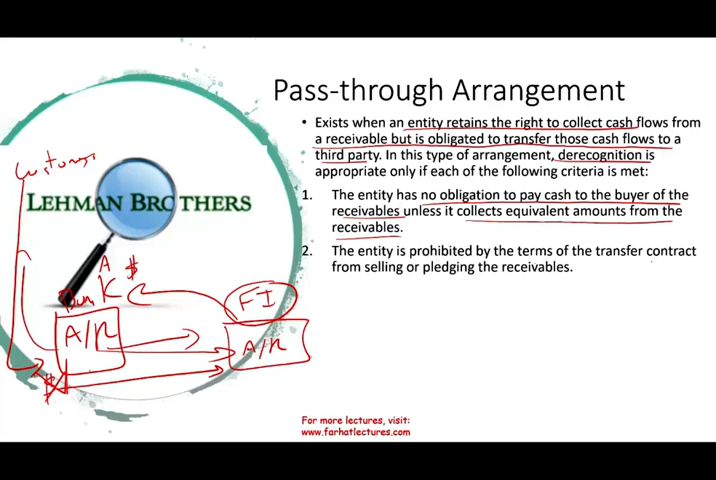 Pass-through Arrangement
• Exists when an entity retains the right to collect cash flows from
a receivable but is obligated to transfer those cash flows to a
third party. In this type of arrangement, derecognition is
appropriate only if each of the following criteria is met:
1. The entity has no obligation to pay cash to the buyer of the
receivables unless it collects equivalent amounts from the
receivables.
2. The entity is prohibited by the terms of the transfer contract
from selling or pledging the receivables.
LEHMAN BROTHERS
A $
K
FI
A/R
A/R
$
For more lectures, visit:
www.farhatlectures.com